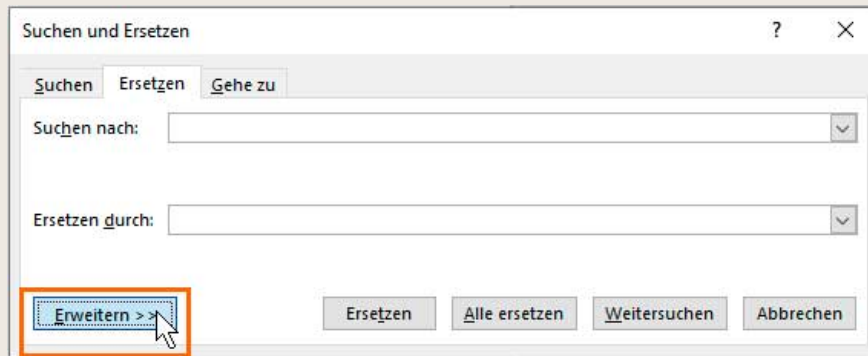 Suchen und Ersetzen ? X
Suchen Ersetzen Gehe zu
Suchen nach:
Ersetzen durch:
Erweitern >> Ersetzen Alle ersetzen Weitersuchen Abbrechen